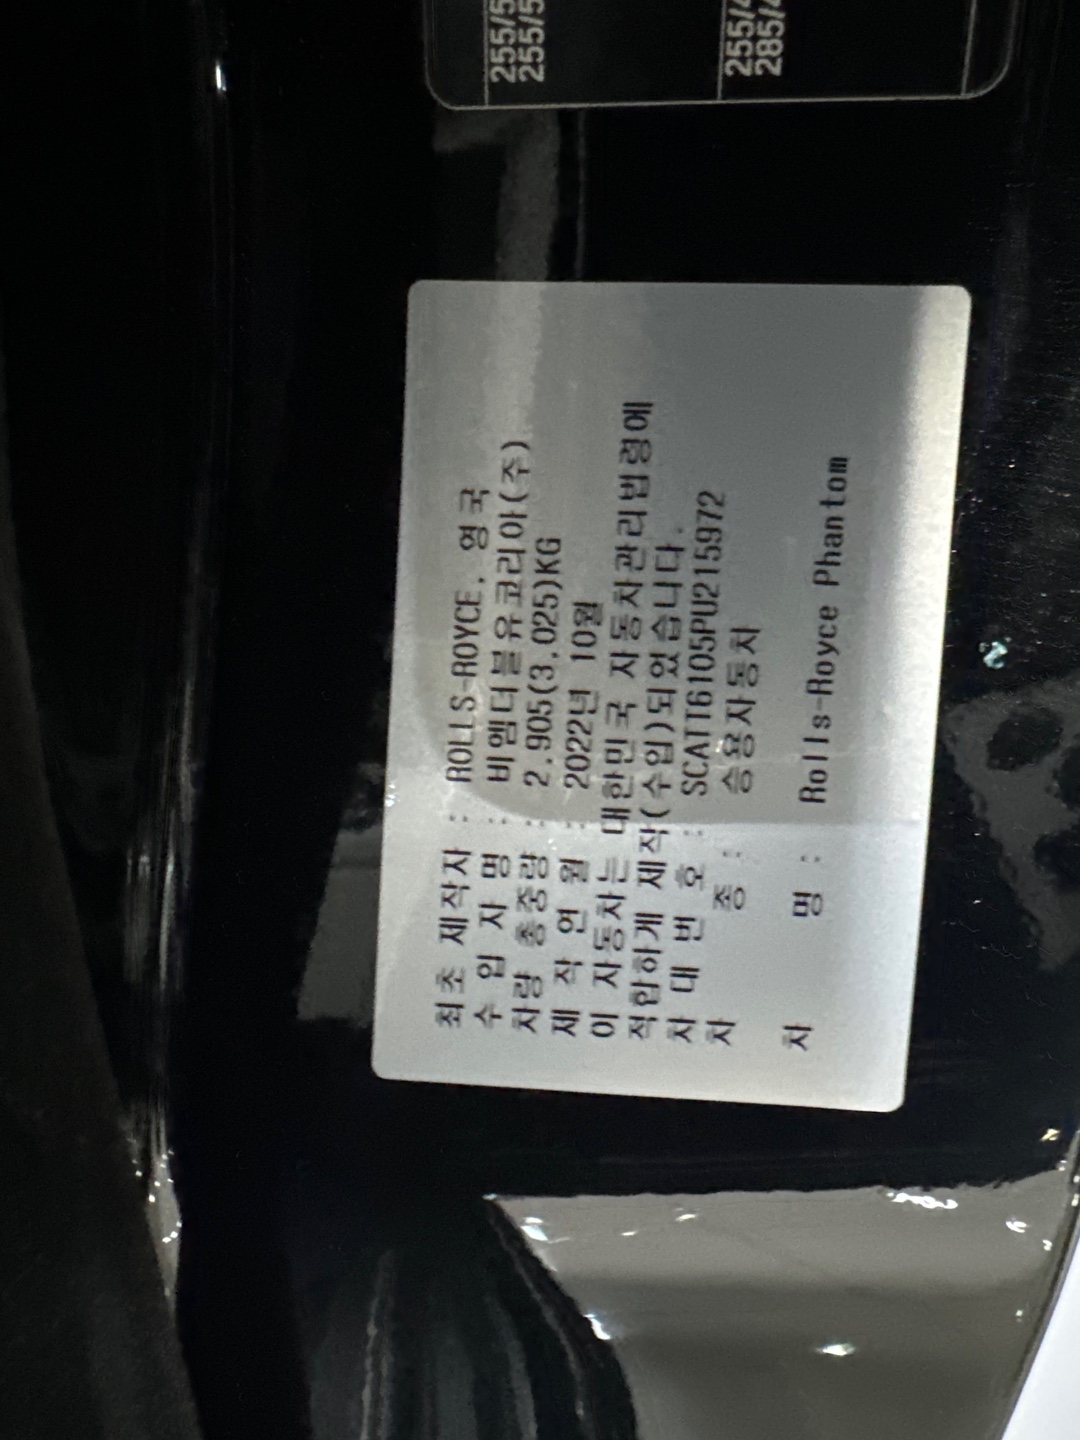 최초 제작자 : ROLLS-ROYCE, 영국
수 입 자 명 : 비엠더블유코리아(주)
차량 총중량 : 2,905(3,025)KG
제 작 연 월 : 2022년 10월
이 자동차는 대한민국 자동차관리법령에
적합하게 제작(수입)되었습니다.
차 대 번 호 : SCATT6105PU215972
차 종 : 승용자동차
차 명 : Rolls-Royce Phantom
255/5
255/5
255/4
285/4